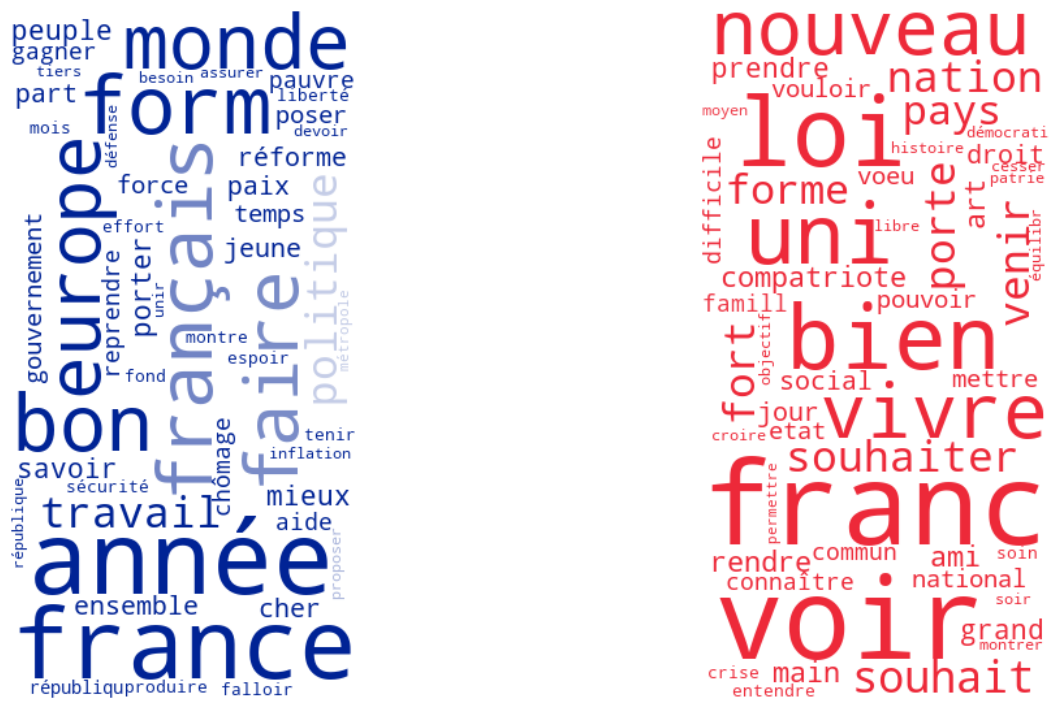 peuple
gagner
monde
tiers
besoin
assurer
pauvre
part
form
liberté
poser
devoir
mois
défense
europe
français
réforme
force
paix
politique
temps
effort
jeune
gouvernement
reprendre
porter
unir
faire
montre
métropole
espoir
fond
bon
chômage
tenir
inflation
savoir
sécurité
république
travail
mieux
aide
année
proposer
ensemble
cher
france
républiqu
produire
falloir
nouveau
prendre
vouloir
nation
moyen
loi
pays
démocrati
histoire
droit
difficile
cesser
patrie
forme
voeu
porte
art
uni
libre
venir
équilibr
compatriote
famill
pouvoir
fort
objectif
bien
social
mettre
jour
vivre
croire
etat
souhaiter
franc
permettre
rendre
commun
ami
soin
connaître
national
soir
voir
grand
montrer
crise
main
souhait
entendre